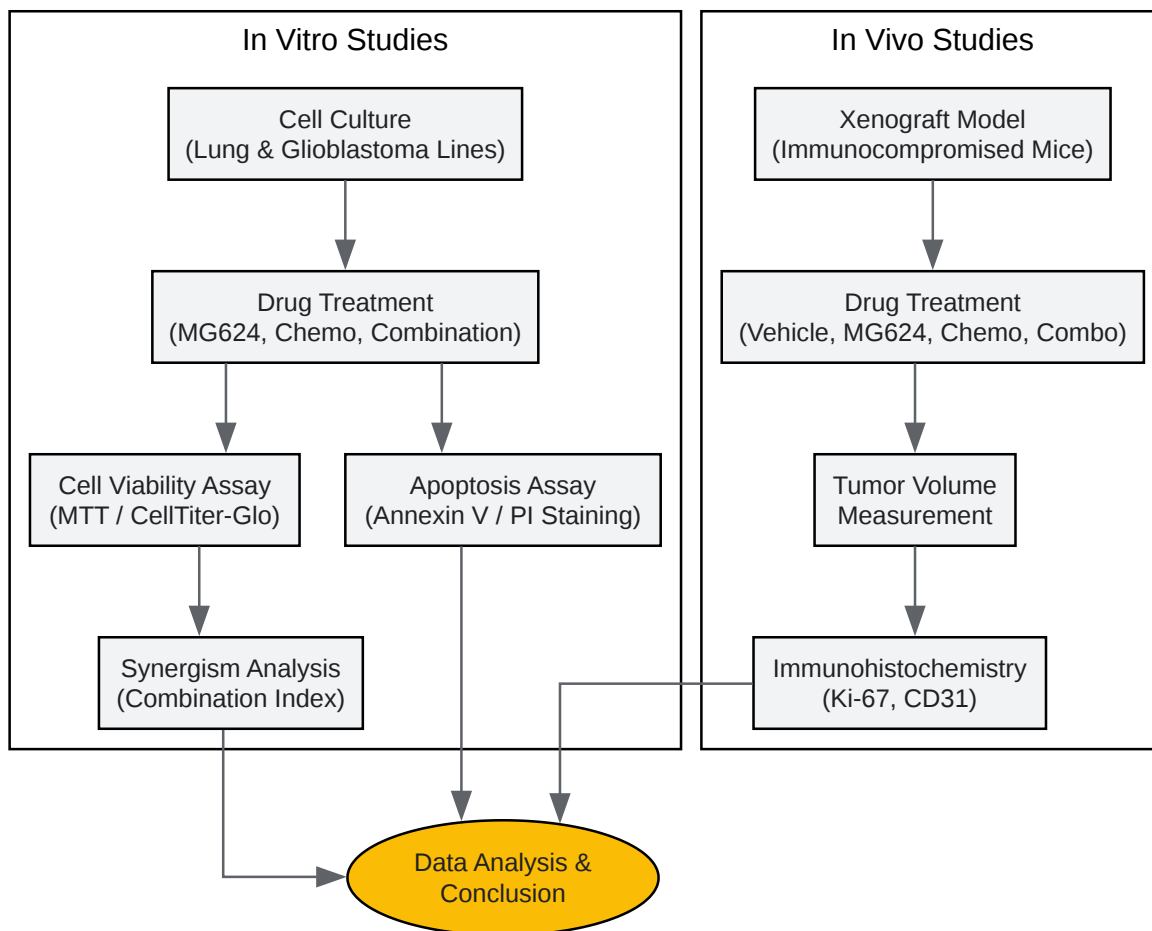 In Vitro Studies
Cell Culture
(Lung & Glioblastoma Lines)
Drug Treatment
(MG624, Chemo, Combination)
Cell Viability Assay
(MTT / CellTiter-Glo)
Apoptosis Assay
(Annexin V / PI Staining)
Synergism Analysis
(Combination Index)
In Vivo Studies
Xenograft Model
(Immunocompromised Mice)
Drug Treatment
(Vehicle, MG624, Chemo, Combo)
Tumor Volume
Measurement
Immunohistochemistry
(Ki-67, CD31)
Data Analysis &
Conclusion